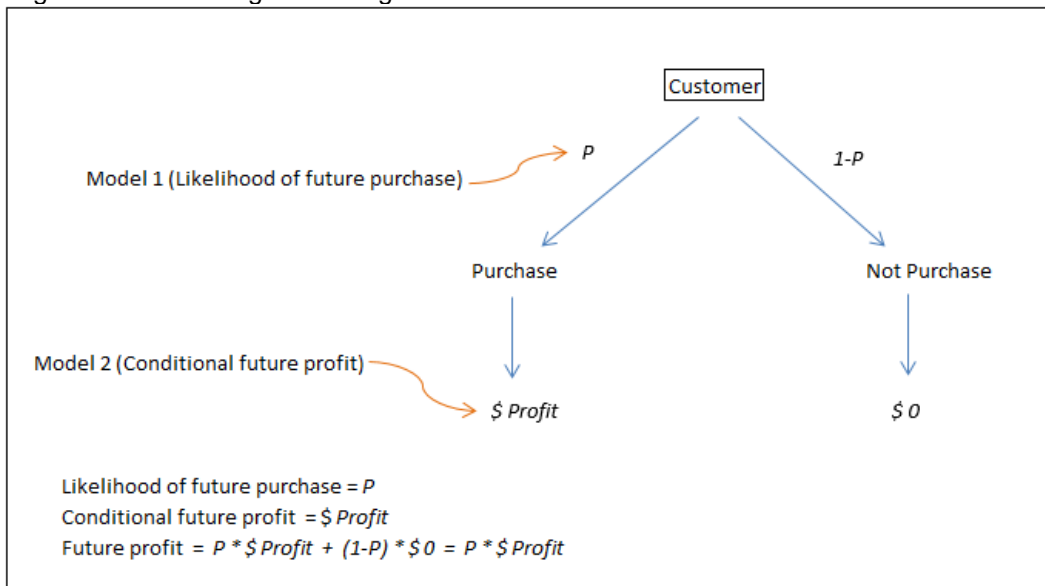 Customer
P
1-P
Model 1 (Likelihood of future purchase)
Purchase
Not Purchase
Model 2 (Conditional future profit)
$ Profit
$ 0
Likelihood of future purchase = P
Conditional future profit = $ Profit
Future profit = P * $ Profit + (1-P) * $ 0 = P * $ Profit